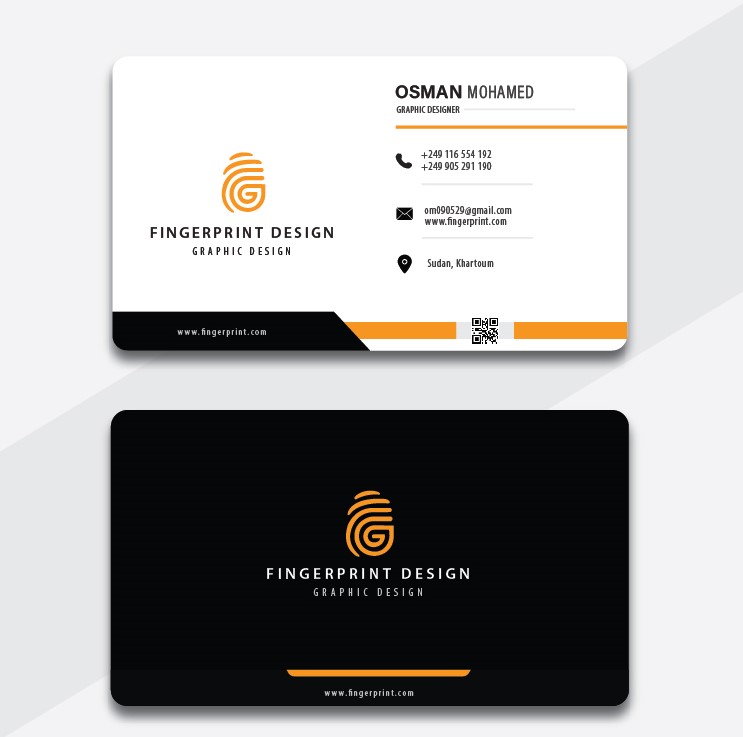 OSMAN MOHAMED
GRAPHIC DESIGNER
+249 116 554 192
+249 905 291 190
om090529@gmail.com
www.fingerprint.com
Sudan, Khartoum
FINGERPRINT DESIGN
GRAPHIC DESIGN
www.fingerprint.com
FINGERPRINT DESIGN
GRAPHIC DESIGN
www.fingerprint.com